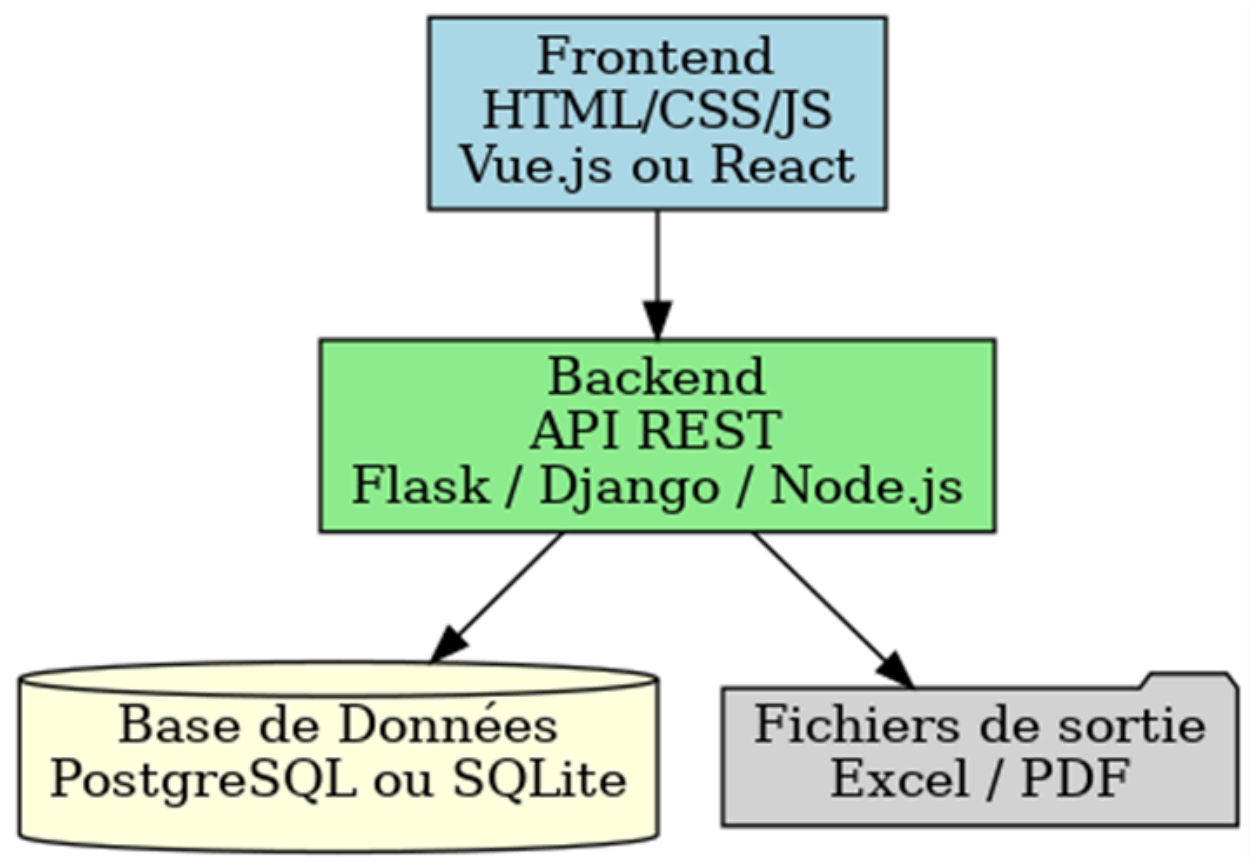 Frontend
HTML/CSS/JS
Vue.js ou React
Backend
API REST
Flask / Django / Node.js
Base de Données
PostgreSQL ou SQLite
Fichiers de sortie
Excel / PDF